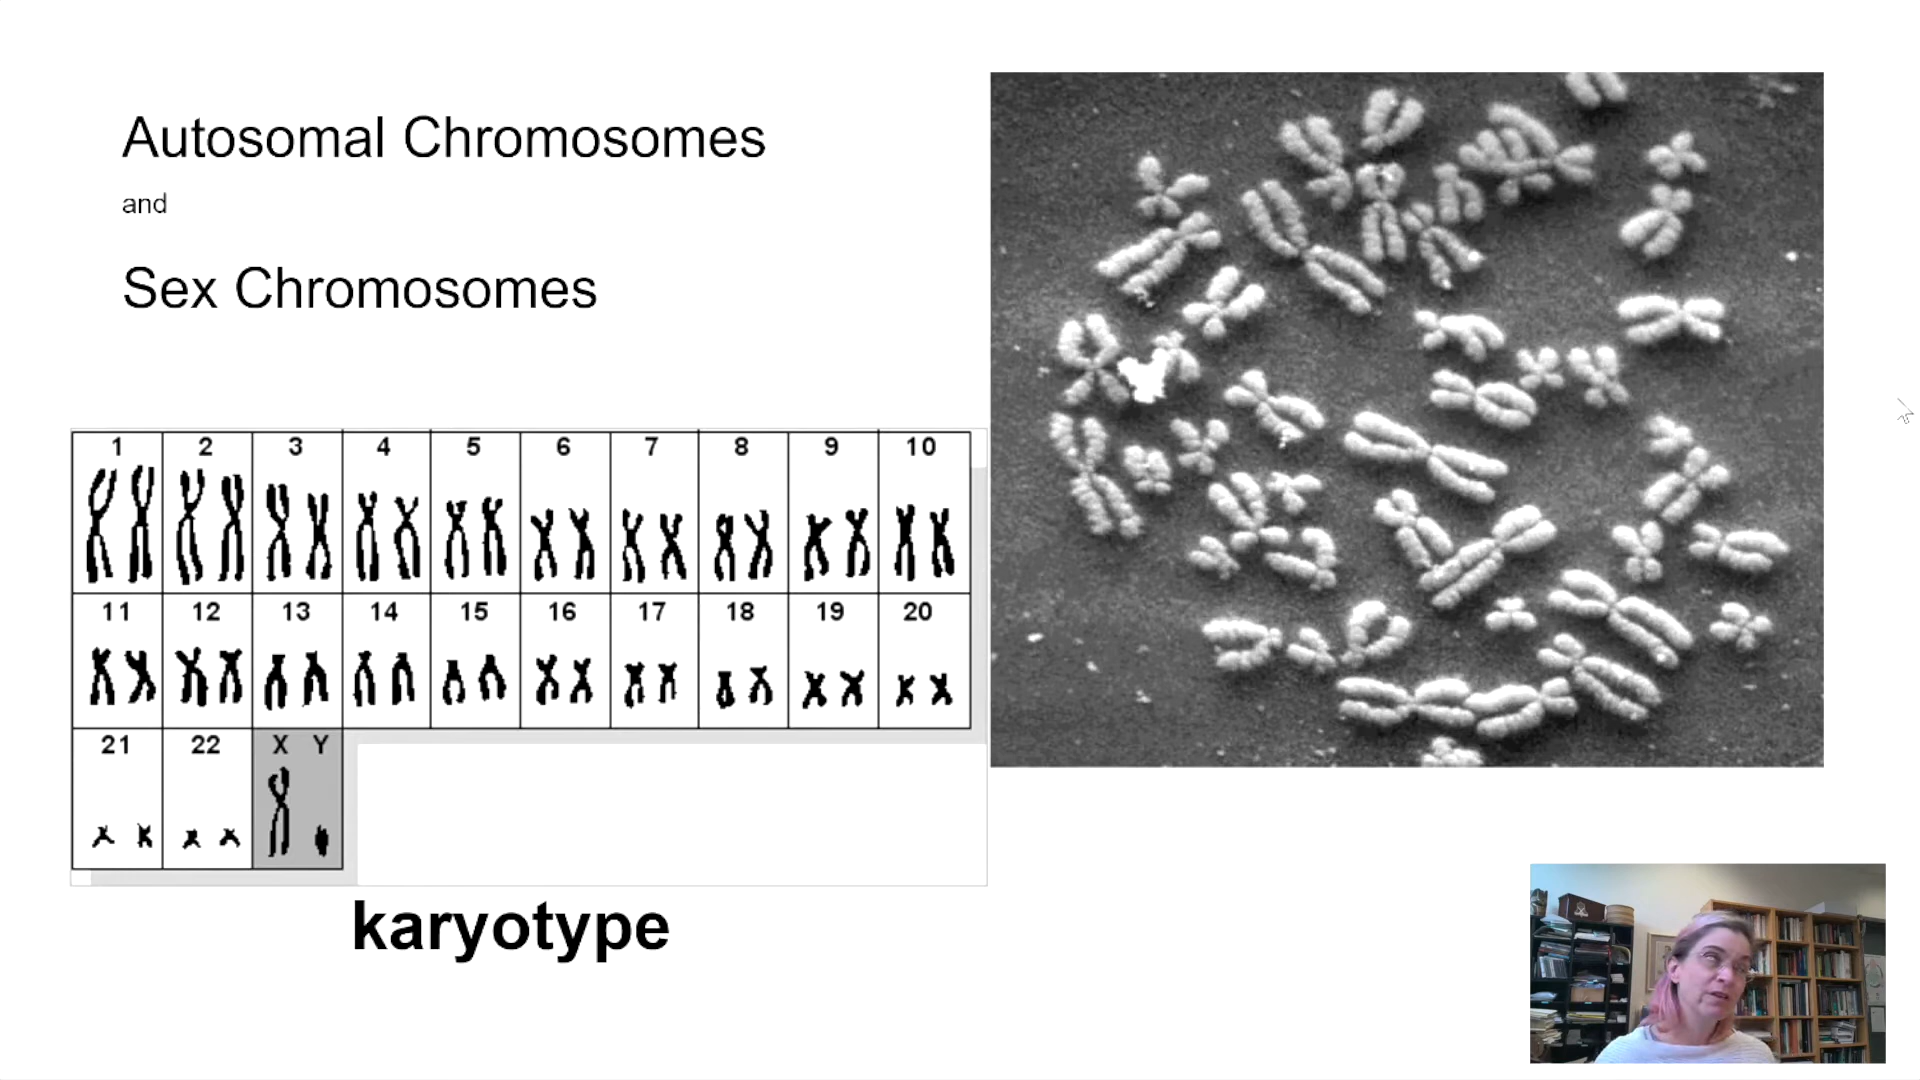 Autosomal Chromosomes
and
Sex Chromosomes
1 2 3 4 5 6 7 8 9 10
11 12 13 14 15 16 17 18 19 20
21 22 X Y
karyotype